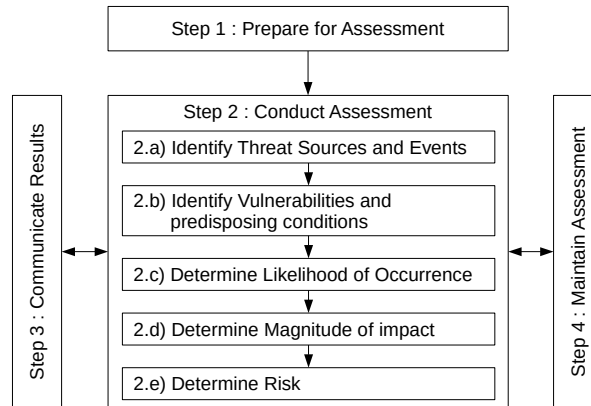 Step 1 : Prepare for Assessment
Step 2 : Conduct Assessment
2.a) Identify Threat Sources and Events
2.b) Identify Vulnerabilities and
predisposing conditions
2.c) Determine Likelihood of Occurrence
2.d) Determine Magnitude of impact
2.e) Determine Risk
Step 3 : Communicate Results
Step 4 : Maintain Assessment